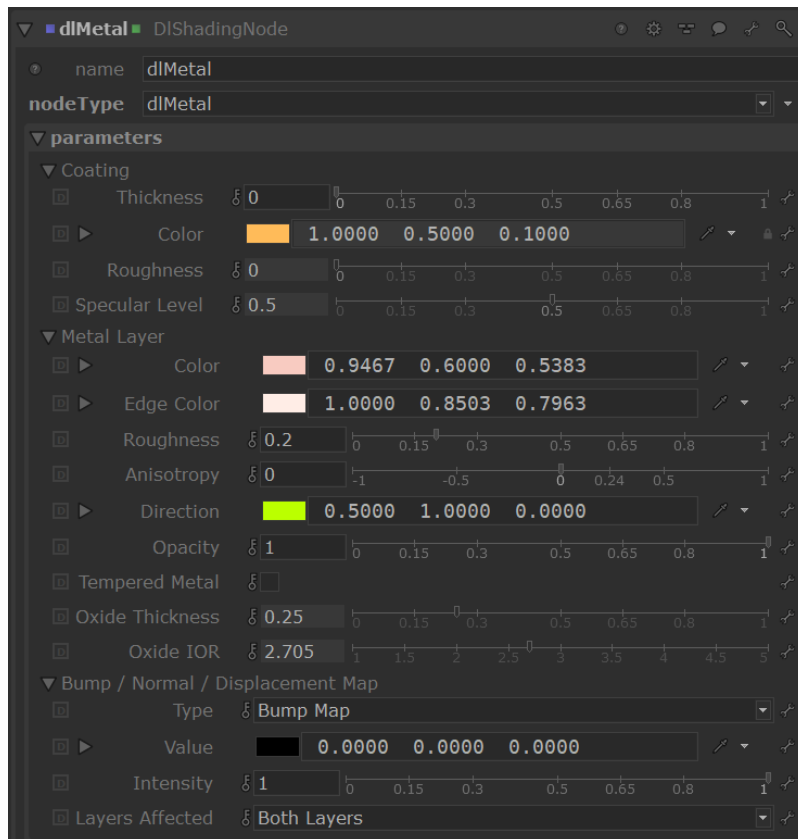 dlMetal DlShadingNode
name dlMetal
nodeType dlMetal
parameters
Coating
Thickness 0 0 0.15 0.3 0.5 0.65 0.8 1
Color 1.0000 0.5000 0.1000
Roughness 0 0 0.15 0.3 0.5 0.65 0.8 1
Specular Level 0.5 0 0.15 0.3 0.5 0.65 0.8 1
Metal Layer
Color 0.9467 0.6000 0.5383
Edge Color 1.0000 0.8503 0.7963
Roughness 0.2 0 0.15 0.3 0.5 0.65 0.8 1
Anisotropy 0 -1 -0.5 0 0.24 0.5 1
Direction 0.5000 1.0000 0.0000
Opacity 1 0 0.15 0.3 0.5 0.65 0.8 1
Tempered Metal
Oxide Thickness 0.25 0 0.15 0.3 0.5 0.65 0.8 1
Oxide IOR 2.705 1 1.5 2 2.5 3 3.5 4 4.5 5
Bump / Normal / Displacement Map
Type Bump Map
Value 0.0000 0.0000 0.0000
Intensity 1 0 0.15 0.3 0.5 0.65 0.8 1
Layers Affected Both Layers